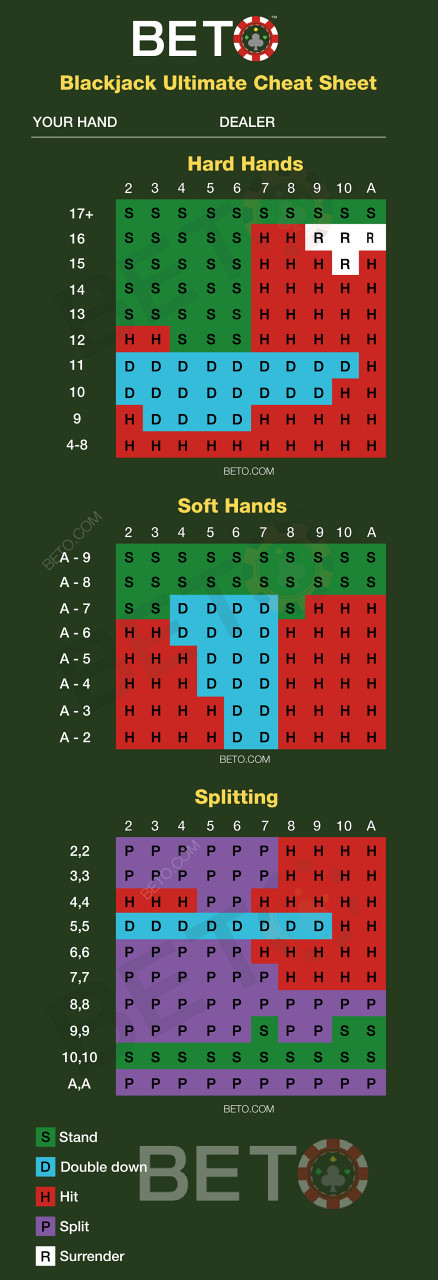 BETO™
Blackjack Ultimate Cheat Sheet
YOUR HAND DEALER
Hard Hands
2 3 4 5 6 7 8 9 10 A
17+ S S S S S S S S S S
16 S S S S S H H R R R
15 S S S S S H H H R H
14 S S S S S H H H H H
13 S S S S S H H H H H
12 H H S S S H H H H H
11 D D D D D D D D D H
10 D D D D D D D D H H
9 H D D D D H H H H H
4-8 H H H H H H H H H H
BETO.COM
Soft Hands
2 3 4 5 6 7 8 9 10 A
BETO.COM
A - 9 S S S S S S S S S S
A - 8 S S S S S S S S S S
A - 7 S S D D D D S H H H
A - 6 H H D D D D H H H H
A - 5 H H H D D D H H H H
A - 4 H H H D D D H H H H
A - 3 H H H H D D H H H H
A - 2 H H H H D D H H H H
BETO.COM
Splitting
2 3 4 5 6 7 8 9 10 A
2,2 P P P P P P H H H H
3,3 P P P P P P H H H H
BETO.COM
4,4 H H H P P H H H H H
5,5 D D D D D D D D H H
6,6 P P P P P H H H H H
7,7 P P P P P P H H H H
8,8 P P P P P P P P P P
9,9 P P P P P S P P S S
10,10 S S S S S S S S S S
A,A P P P P P P P P P P
BETO.COM
S Stand
D Double down
H Hit
P Split
R Surrender
BETO